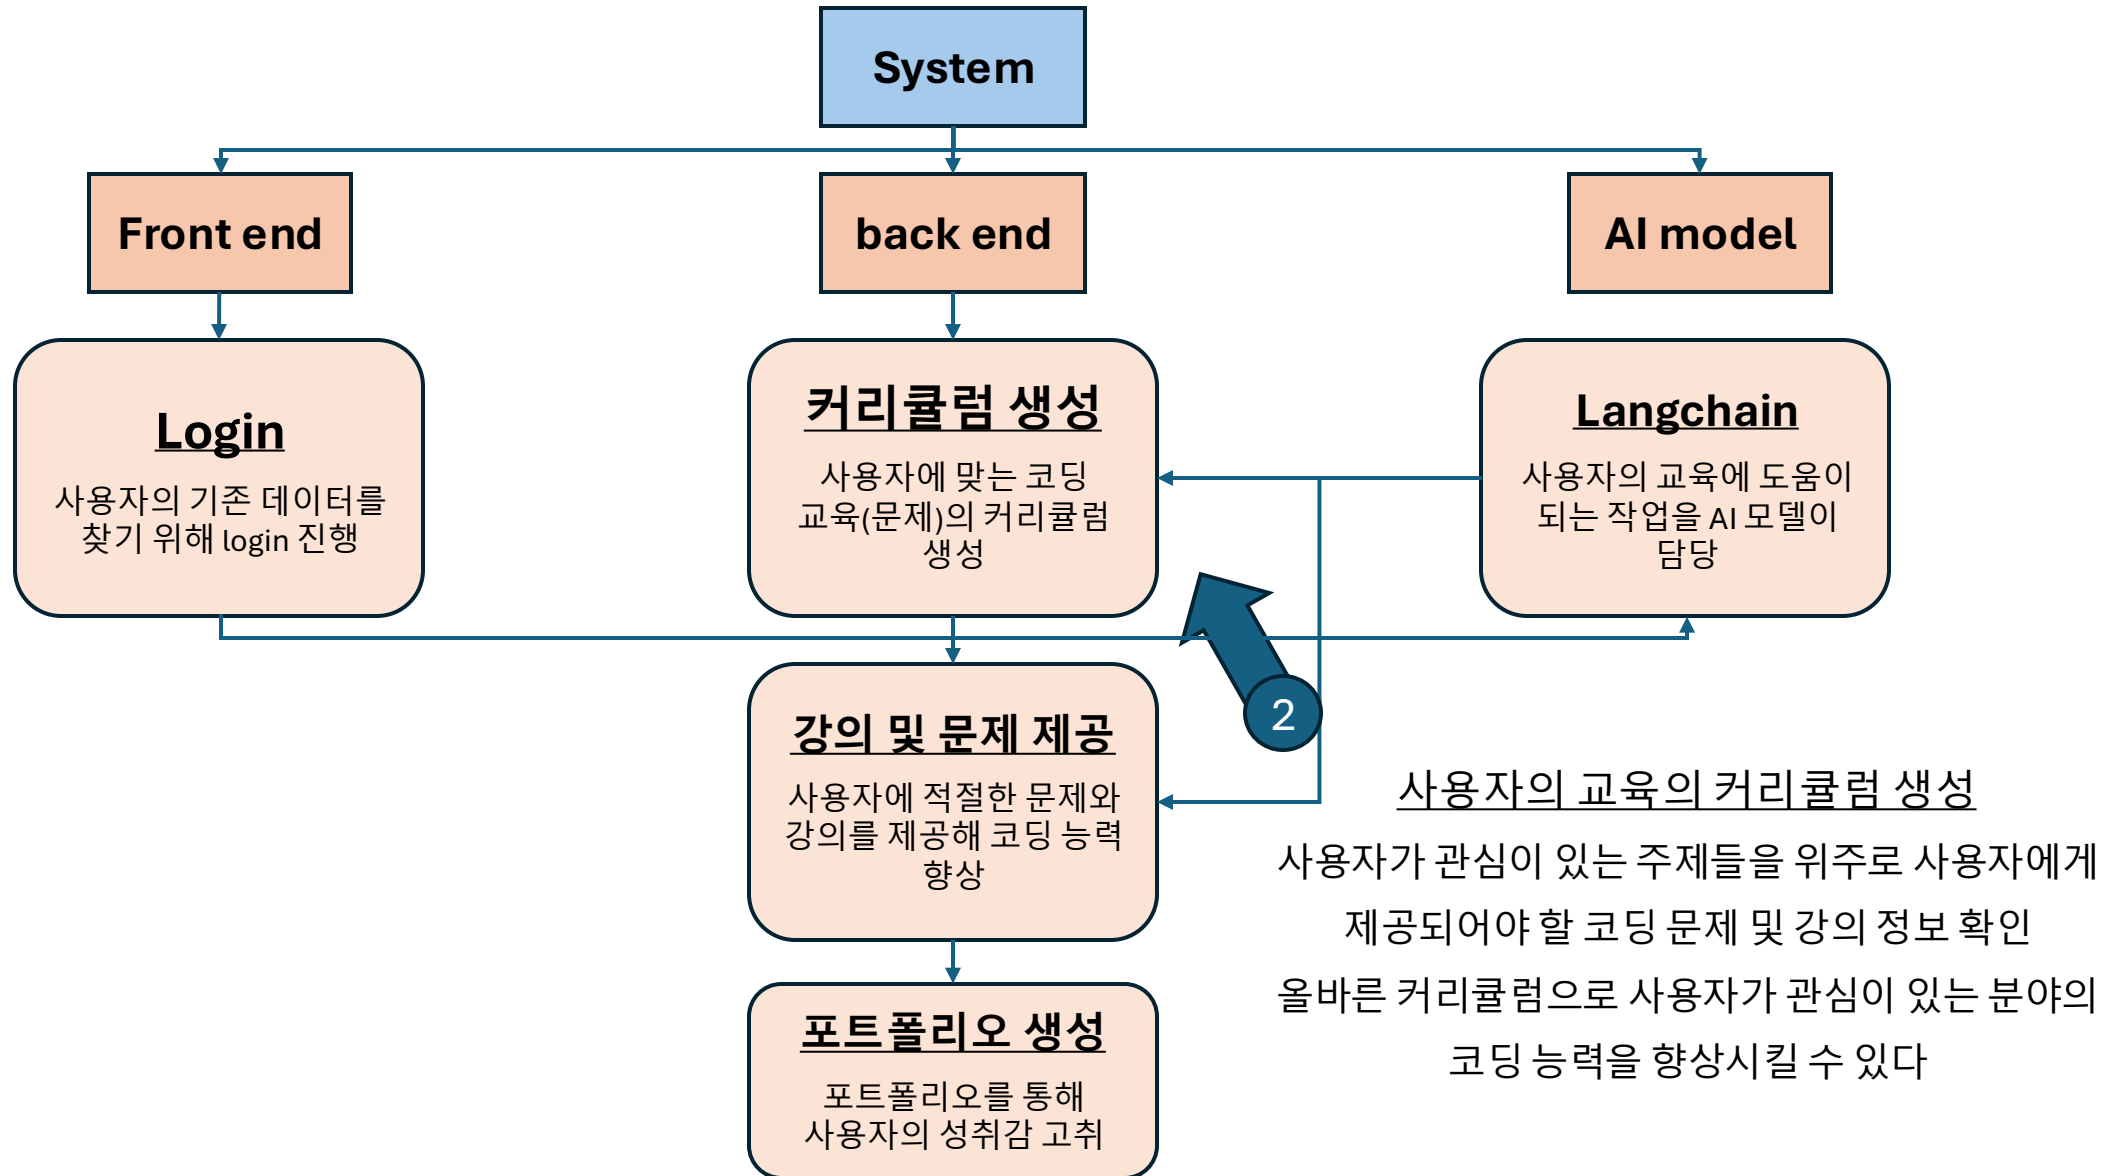 System
Front end
back end
AI model
Login
사용자의 기존 데이터를
찾기 위해 login 진행
커리큘럼 생성
사용자에 맞는 코딩
교육(문제)의 커리큘럼
생성
Langchain
사용자의 교육에 도움이
되는 작업을 AI 모델이
담당
2
강의 및 문제 제공
사용자에 적절한 문제와
강의를 제공해 코딩 능력
향상
사용자의 교육의 커리큘럼 생성
사용자가 관심이 있는 주제들을 위주로 사용자에게
제공되어야 할 코딩 문제 및 강의 정보 확인
올바른 커리큘럼으로 사용자가 관심이 있는 분야의
코딩 능력을 향상시킬 수 있다
포트폴리오 생성
포트폴리오를 통해
사용자의 성취감 고취